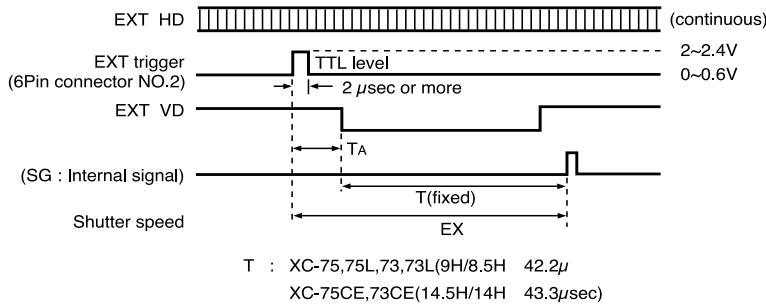 EXT HD
(continuous)
EXT trigger
(6Pin connector NO.2)
TTL level
2~2.4V
0~0.6V
2 μsec or more
EXT VD
TA
(SG : Internal signal)
T(fixed)
Shutter speed
EX
T : XC-75,75L,73,73L(9H/8.5H 42.2μ
XC-75CE,73CE(14.5H/14H 43.3μsec)